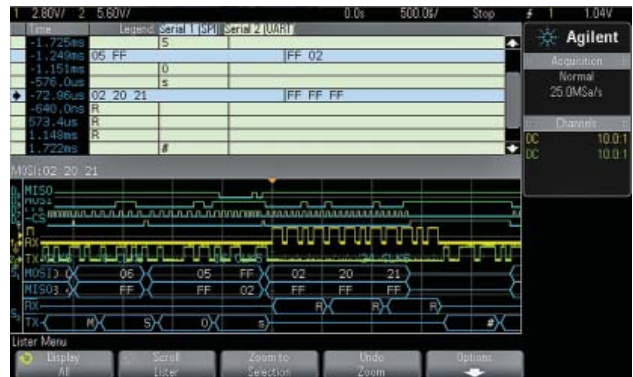 1 2.80V/ 2 5.60V/ 0.0s 500.0s/ Stop 1 1.04V
Time Legend: Serial 1 (SPI) Serial 2 (UART)
-1.725ms S
-1.249ms 05 FF FF 02
-1.151ms 0
-576.0us s
-72.96us 02 20 21 FF FF FF
-640.0ns R
573.4us R
1.148ms R
1.722ms #
MOSI:02 20 21
Agilent
Acquisition
Normal
25.0MSa/s
Channels
DC 10.0:1
DC 10.0:1
MISO
MOSI
~CS
RX
TX
MOSI 06 05 FF 02 20 21
MISO FF FF 02 FF FF FF
RX R R R
TX M S 0 s #
Lister Menu
Display Scroll Zoom to Undo Options
All Lister Selection Zoom